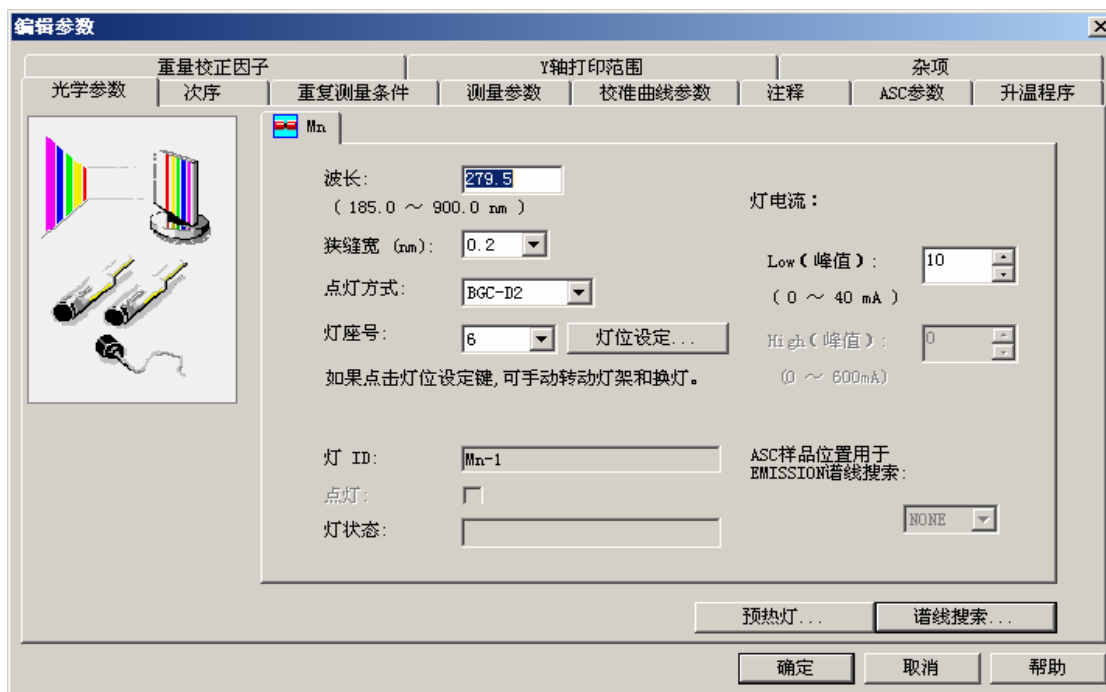 编辑参数
重量校正因子 Y轴打印范围 杂项
光学参数 次序 重复测量条件 测量参数 校准曲线参数 注释 ASC参数 升温程序
Mn
波长: 279.5
( 185.0 ～ 900.0 nm )
灯电流：
狭缝宽 (nm): 0.2
Low( 峰值 ) : 10
( 0 ～ 40 mA )
点灯方式: BGC-D2
灯座号: 6 灯位设定...
High( 峰值 ) : 0
(0 ～ 600mA)
如果点击灯位设定键,可手动转动灯架和换灯。
灯 ID: Mn-1
ASC样品位置用于
EMISSION谱线搜索:
点灯:
NONE
灯状态:
预热灯... 谱线搜索...
确定 取消 帮助